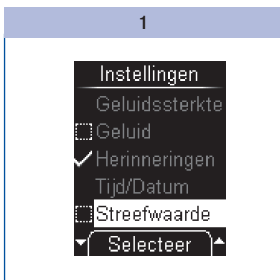 1
Instellingen
Geluidssterkte
Geluid
Herinneringen
Tijd/Datum
Streefwaarde
Selecteer